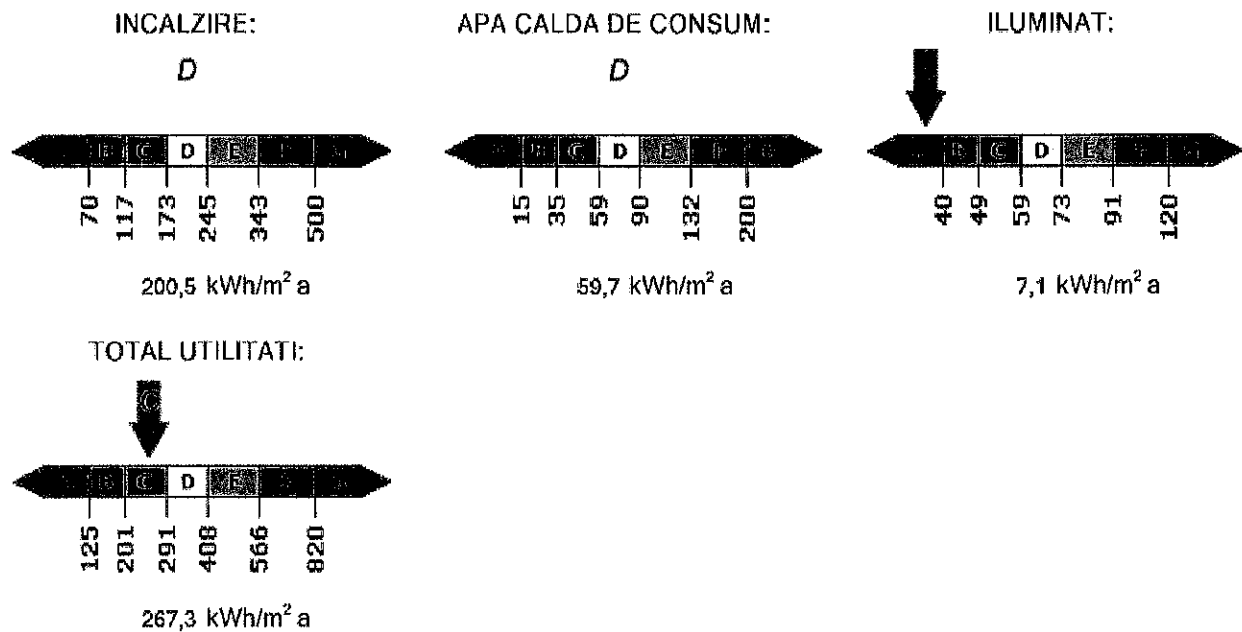 INCALZIRE:
D
B C D E F G
70 117 173 245 343 500
200,5 kWh/m² a
APA CALDA DE CONSUM:
D
A B C D E F G
15 35 59 90 132 200
59,7 kWh/m² a
ILUMINAT:
B C D E F G
40 49 59 73 91 120
7,1 kWh/m² a
TOTAL UTILITATI:
C
B C D E
125 201 291 408 566 820
267,3 kWh/m² a